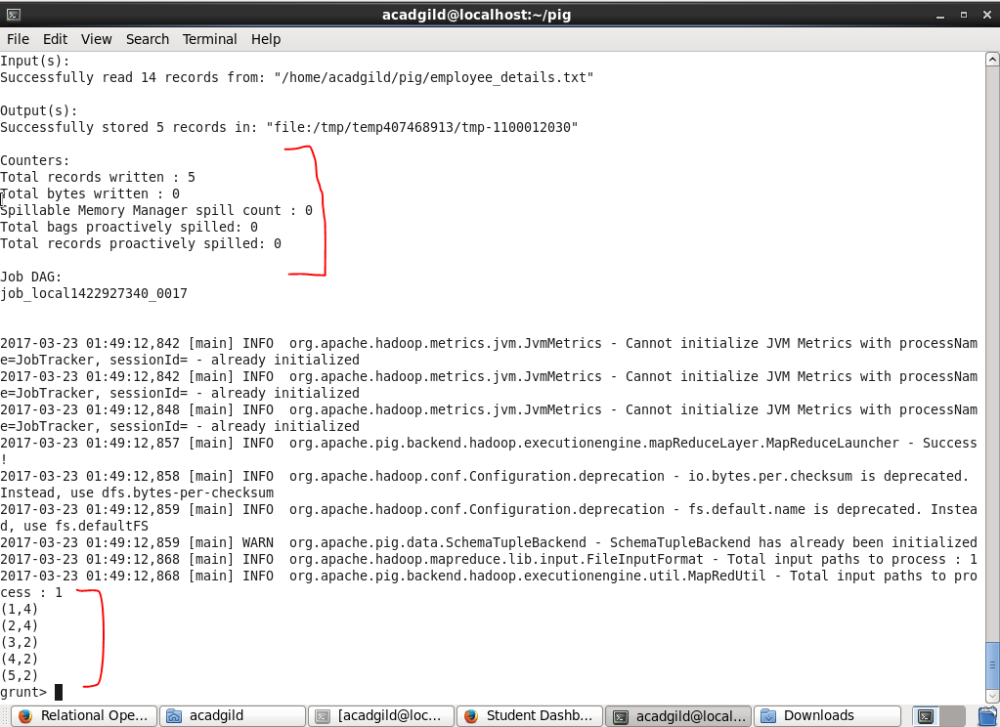 acadgild@localhost:~/pig
File Edit View Search Terminal Help
Input(s):
Successfully read 14 records from: "/home/acadgild/pig/employee_details.txt"
Output(s):
Successfully stored 5 records in: "file:/tmp/temp407468913/tmp-1100012030"
Counters:
Total records written : 5
Total bytes written : 0
Spillable Memory Manager spill count : 0
Total bags proactively spilled: 0
Total records proactively spilled: 0
Job DAG:
job_local1422927340_0017
2017-03-23 01:49:12,842 [main] INFO  org.apache.hadoop.metrics.jvm.JvmMetrics - Cannot initialize JVM Metrics with processNam
e=JobTracker, sessionId= - already initialized
2017-03-23 01:49:12,842 [main] INFO  org.apache.hadoop.metrics.jvm.JvmMetrics - Cannot initialize JVM Metrics with processNam
e=JobTracker, sessionId= - already initialized
2017-03-23 01:49:12,848 [main] INFO  org.apache.hadoop.metrics.jvm.JvmMetrics - Cannot initialize JVM Metrics with processNam
e=JobTracker, sessionId= - already initialized
2017-03-23 01:49:12,857 [main] INFO  org.apache.pig.backend.hadoop.executionengine.mapReduceLayer.MapReduceLauncher - Success
!
2017-03-23 01:49:12,858 [main] INFO  org.apache.hadoop.conf.Configuration.deprecation - io.bytes.per.checksum is deprecated.
Instead, use dfs.bytes-per-checksum
2017-03-23 01:49:12,859 [main] INFO  org.apache.hadoop.conf.Configuration.deprecation - fs.default.name is deprecated. Instea
d, use fs.defaultFS
2017-03-23 01:49:12,859 [main] WARN  org.apache.pig.data.SchemaTupleBackend - SchemaTupleBackend has already been initialized
2017-03-23 01:49:12,868 [main] INFO  org.apache.hadoop.mapreduce.lib.input.FileInputFormat - Total input paths to process : 1
2017-03-23 01:49:12,868 [main] INFO  org.apache.pig.backend.hadoop.executionengine.util.MapRedUtil - Total input paths to pro
cess : 1
(1,4)
(2,4)
(3,2)
(4,2)
(5,2)
grunt>
Relational Ope... acadgild [acadgild@loc... Student Dashb... acadgild@local... Downloads